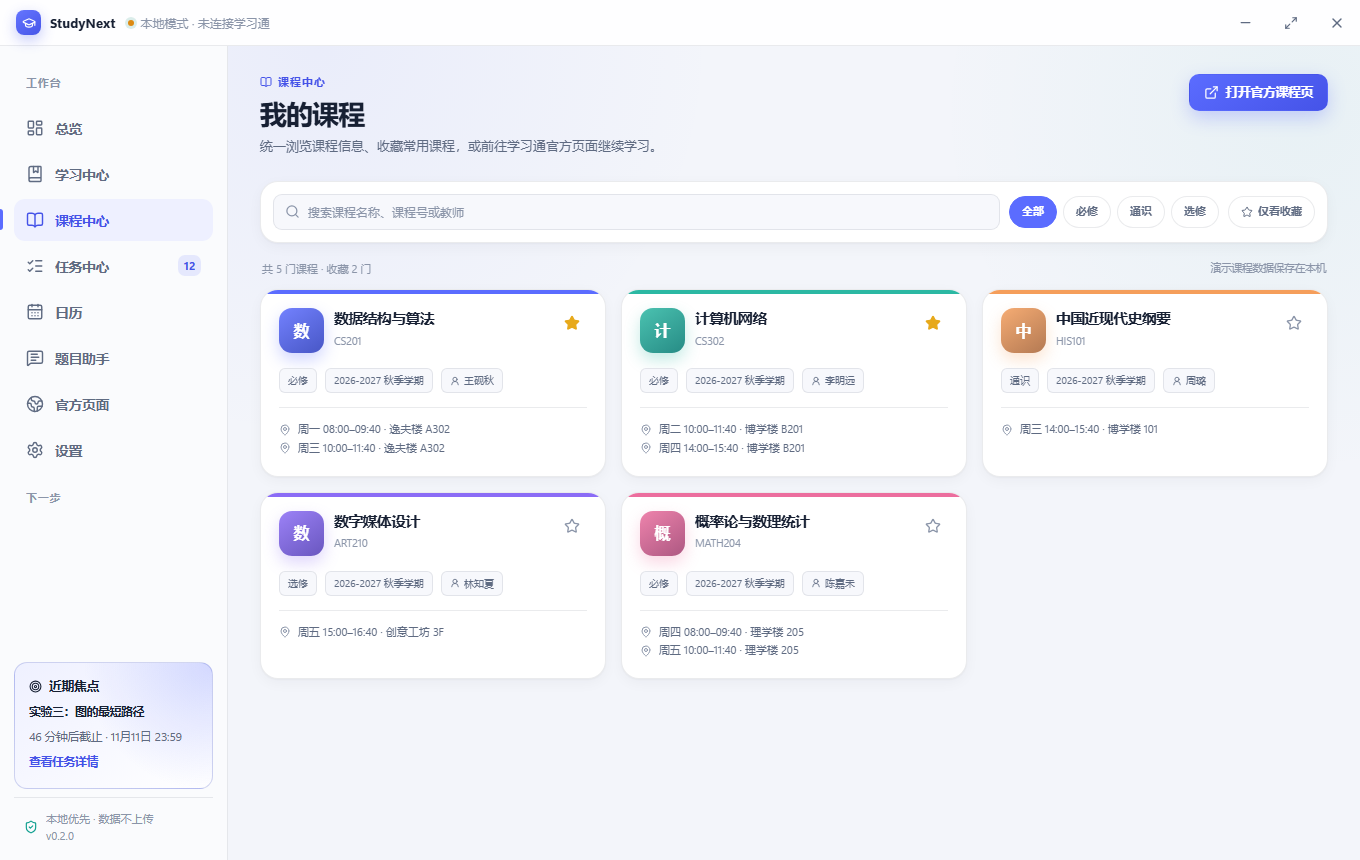 StudyNext
本地模式 · 未连接学习通
工作台
总览
学习中心
课程中心
任务中心 12
日历
题目助手
官方页面
设置
下一步
近期焦点
实验三：图的最短路径
46 分钟后截止 · 11月11日 23:59
查看任务详情
本地优先 · 数据不上传
v0.2.0
课程中心
我的课程
统一浏览课程信息、收藏常用课程，或前往学习通官方页面继续学习。
打开官方课程页
搜索课程名称、课程号或教师
全部 必修 通识 选修 仅看收藏
共 5 门课程 · 收藏 2 门
演示课程数据保存在本机
数
数据结构与算法
CS201
必修 2026-2027 秋季学期 王砚秋
周一 08:00–09:40 · 逸夫楼 A302
周三 10:00–11:40 · 逸夫楼 A302
计
计算机网络
CS302
必修 2026-2027 秋季学期 李明远
周二 10:00–11:40 · 博学楼 B201
周四 14:00–15:40 · 博学楼 B201
中
中国近现代史纲要
HIS101
通识 2026-2027 秋季学期 周璐
周三 14:00–15:40 · 博学楼 101
数
数字媒体设计
ART210
选修 2026-2027 秋季学期 林知夏
周五 15:00–16:40 · 创意工坊 3F
概
概率论与数理统计
MATH204
必修 2026-2027 秋季学期 陈嘉禾
周四 08:00–09:40 · 理学楼 205
周五 10:00–11:40 · 理学楼 205